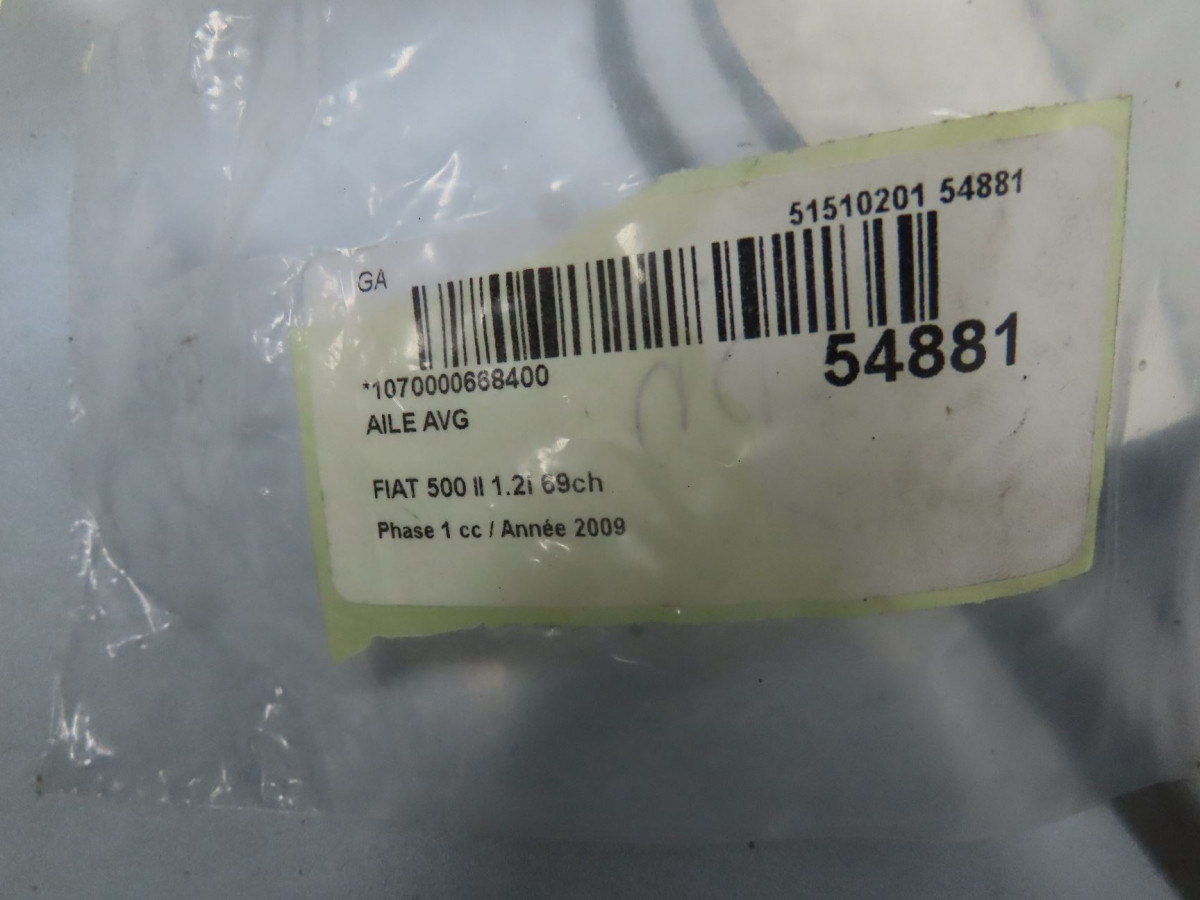 51510201 54881
GA
54881
*1070000668400
AILE AVG
FIAT 500 II 1.2i 69ch
Phase 1 cc / Année 2009